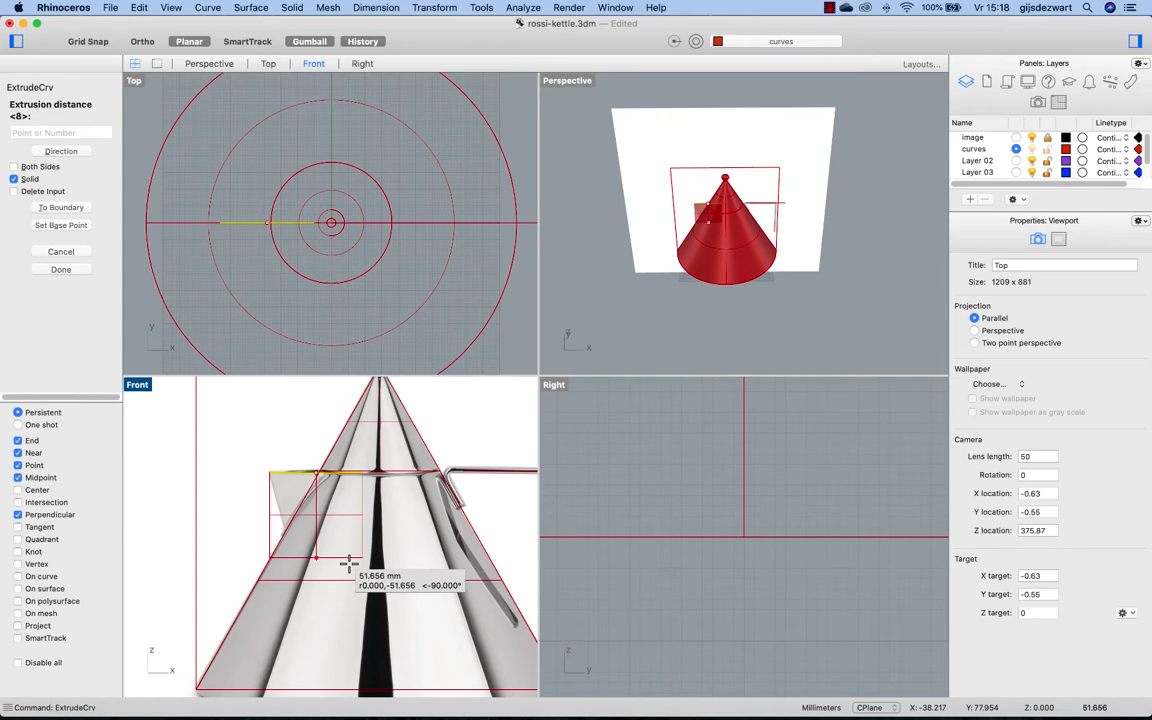 Rhinoceros File Edit View Curve Surface Solid Mesh Dimension Transform Tools Analyze Render Window Help 100% Vr 15:18 gijsdezwart
rossi-kettle.3dm — Edited
Grid Snap Ortho Planar SmartTrack Gumball History curves
Perspective Top Front Right Layouts...
Panels: Layers
ExtrudeCrv
Extrusion distance
<8>:
Point or Number
Direction
Both Sides
Solid
Delete Input
To Boundary
Set Base Point
Cancel
Done
Persistent
One shot
End
Near
Point
Midpoint
Center
Intersection
Perpendicular
Tangent
Quadrant
Knot
Vertex
On curve
On surface
On polysurface
On mesh
Project
SmartTrack
Disable all
Top
y
x
Perspective
z
x
Front
51.656 mm
r0.000,-51.656 <-90.000°
z
x
Right
z
y
Name Linetype
image Conti...
curves Conti...
Layer 02 Conti...
Layer 03 Conti...
Properties: Viewport
Title: Top
Size: 1209 x 881
Projection
Parallel
Perspective
Two point perspective
Wallpaper
Choose...
Show wallpaper
Show wallpaper as gray scale
Camera
Lens length: 50
Rotation: 0
X location: -0.63
Y location: -0.55
Z location: 375.87
Target
X target: -0.63
Y target: -0.55
Z target: 0
Command: ExtrudeCrv Millimeters CPlane X: -38.217 Y: 77.954 Z: 0.000 51.656